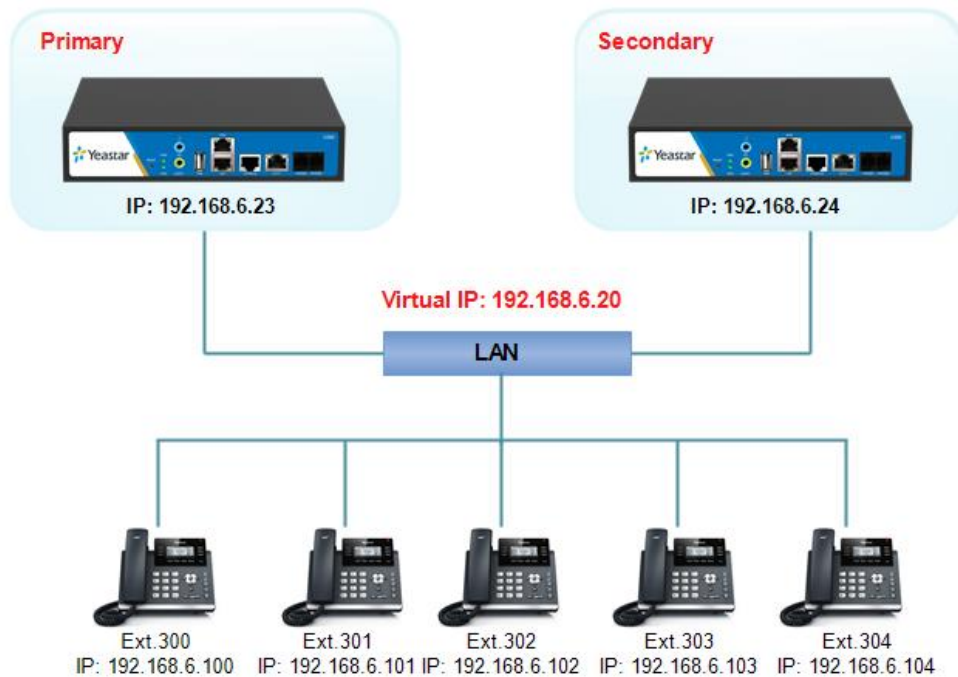 Primary
Secondary
Yeastar
Yeastar
IP: 192.168.6.23
IP: 192.168.6.24
Virtual IP: 192.168.6.20
LAN
Ext.300
Ext.301
Ext.302
Ext.303
Ext.304
IP: 192.168.6.100
IP: 192.168.6.101
IP: 192.168.6.102
IP: 192.168.6.103
IP: 192.168.6.104